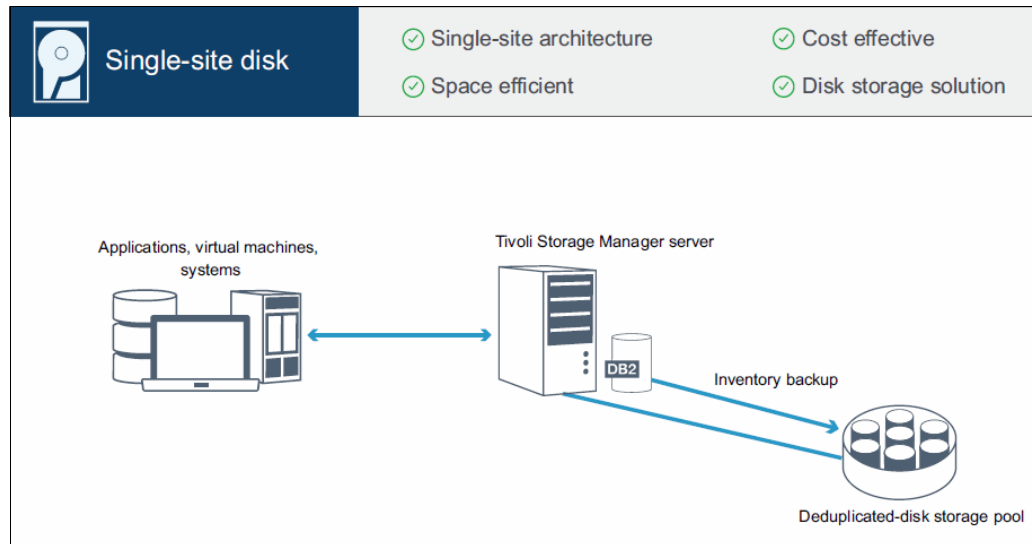 Single-site disk
Single-site architecture
Cost effective
Space efficient
Disk storage solution
Applications, virtual machines,
systems
Tivoli Storage Manager server
DB2
Inventory backup
Deduplicated-disk storage pool